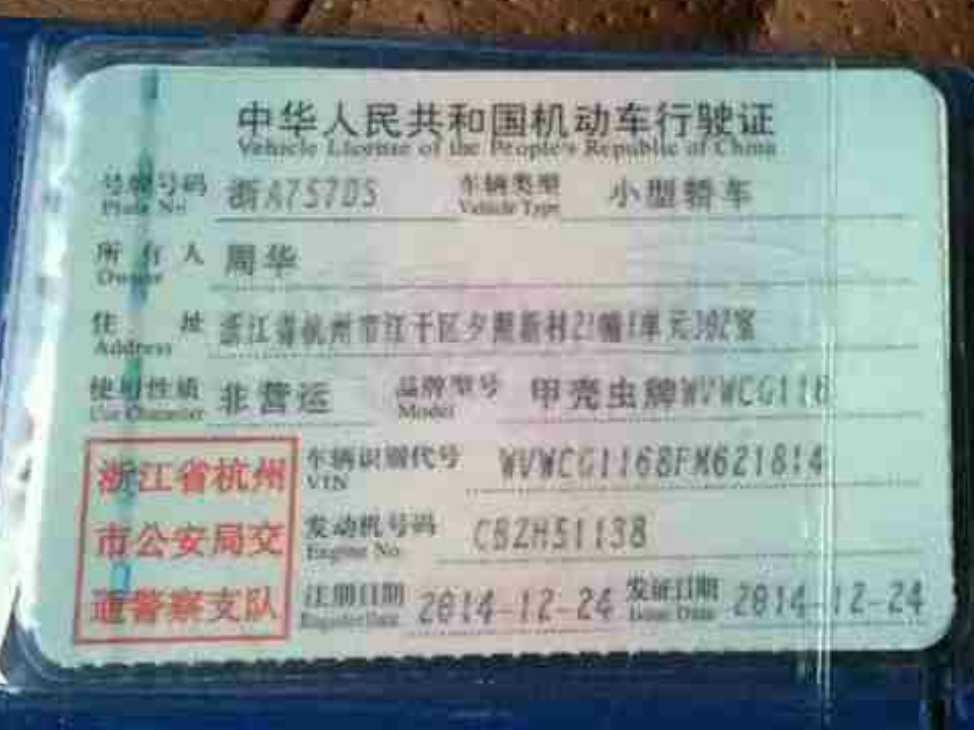 中华人民共和国机动车行驶证
Vehicle License of the People's Republic of China
号牌号码 浙A757D5 车辆类型 小型轿车
Plate No. Vehicle Type
所有人 周华
Owner
住址 浙江省杭州市江干区夕照新村21幢1单元302室
Address
使用性质 非营运 品牌型号 甲壳虫牌WVWCG116
Use Character Model
浙江省杭州
市公安局交
通警察支队
车辆识别代号 WVWCG1168FM621814
VIN
发动机号码 CBZH51138
Engine No.
注册日期 2014-12-24 发证日期 2014-12-24
Register Date Issue Date